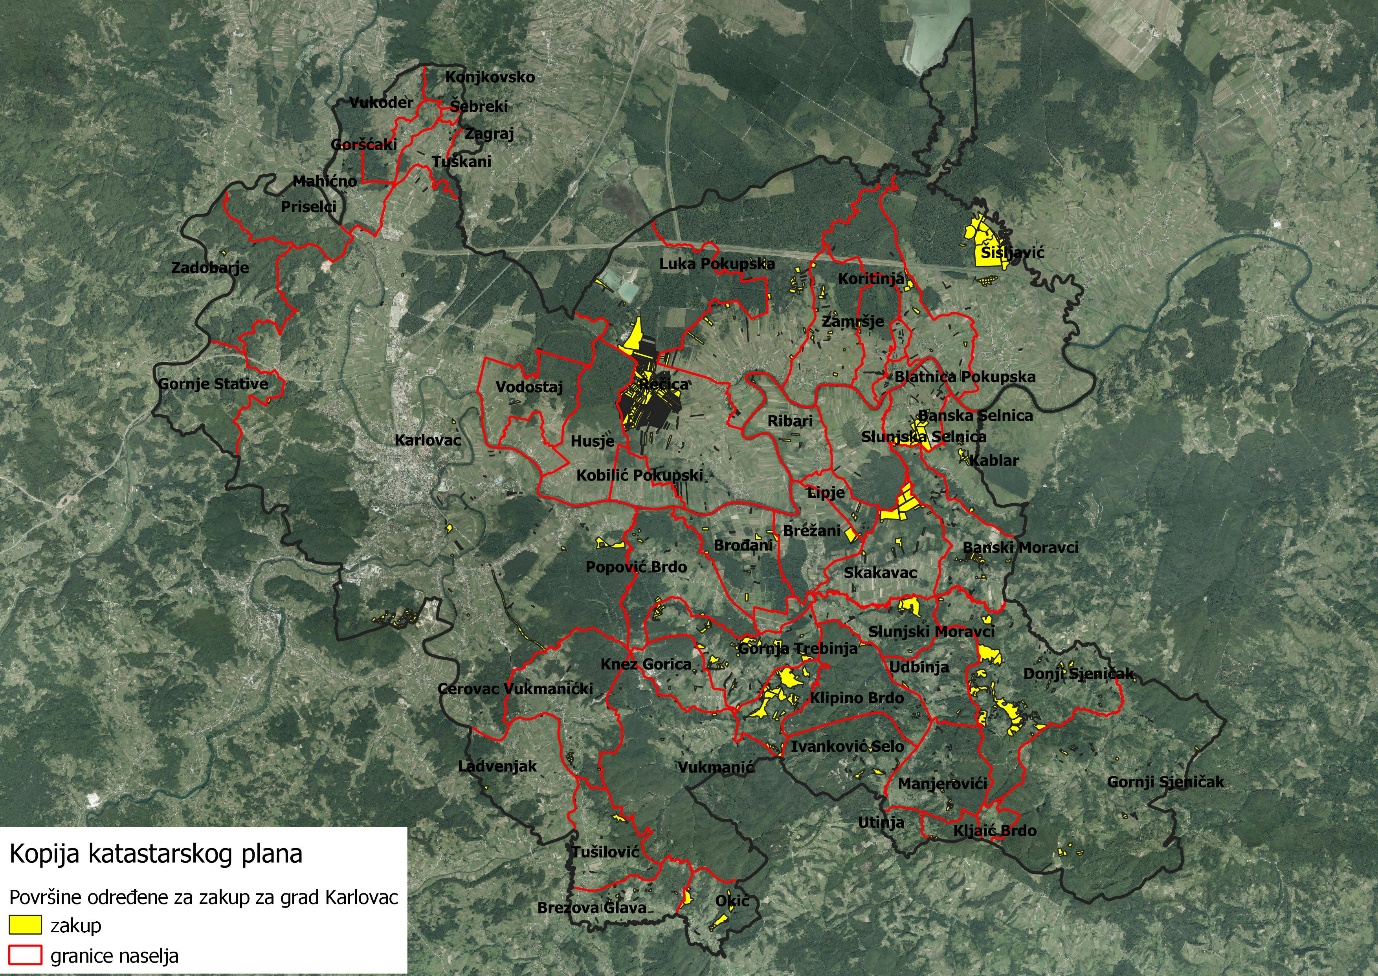 Konjkovsko
Vukoder
Šebreki
Zagraj
Goršćaki
Tuškani
Mahićno
Priselci
Zadobarje
Šišljavić
Luka Pokupska
Koritinja
Zamršje
Gornje Stative
Vodostaj
Rečica
Blatnica Pokupska
Banska Selnica
Ribari
Slunjska Selnica
Karlovac
Husje
Kablar
Kobilić Pokupski
Lipje
Brežani
Brođani
Banski Moravci
Popović Brdo
Skakavac
Slunjski Moravci
Gornja Trebinja
Knez Gorica
Udbinja
Donji Sjeničak
Cerovac Vukmanićki
Klipino Brdo
Ivanković Selo
Ladvenjak
Vukmanić
Manjerovići
Gornji Sjeničak
Utinja
Kljaić Brdo
Tušilović
Okić
Brezova Glava
Kopija katastarskog plana
Površine određene za zakup za grad Karlovac
zakup
granice naselja